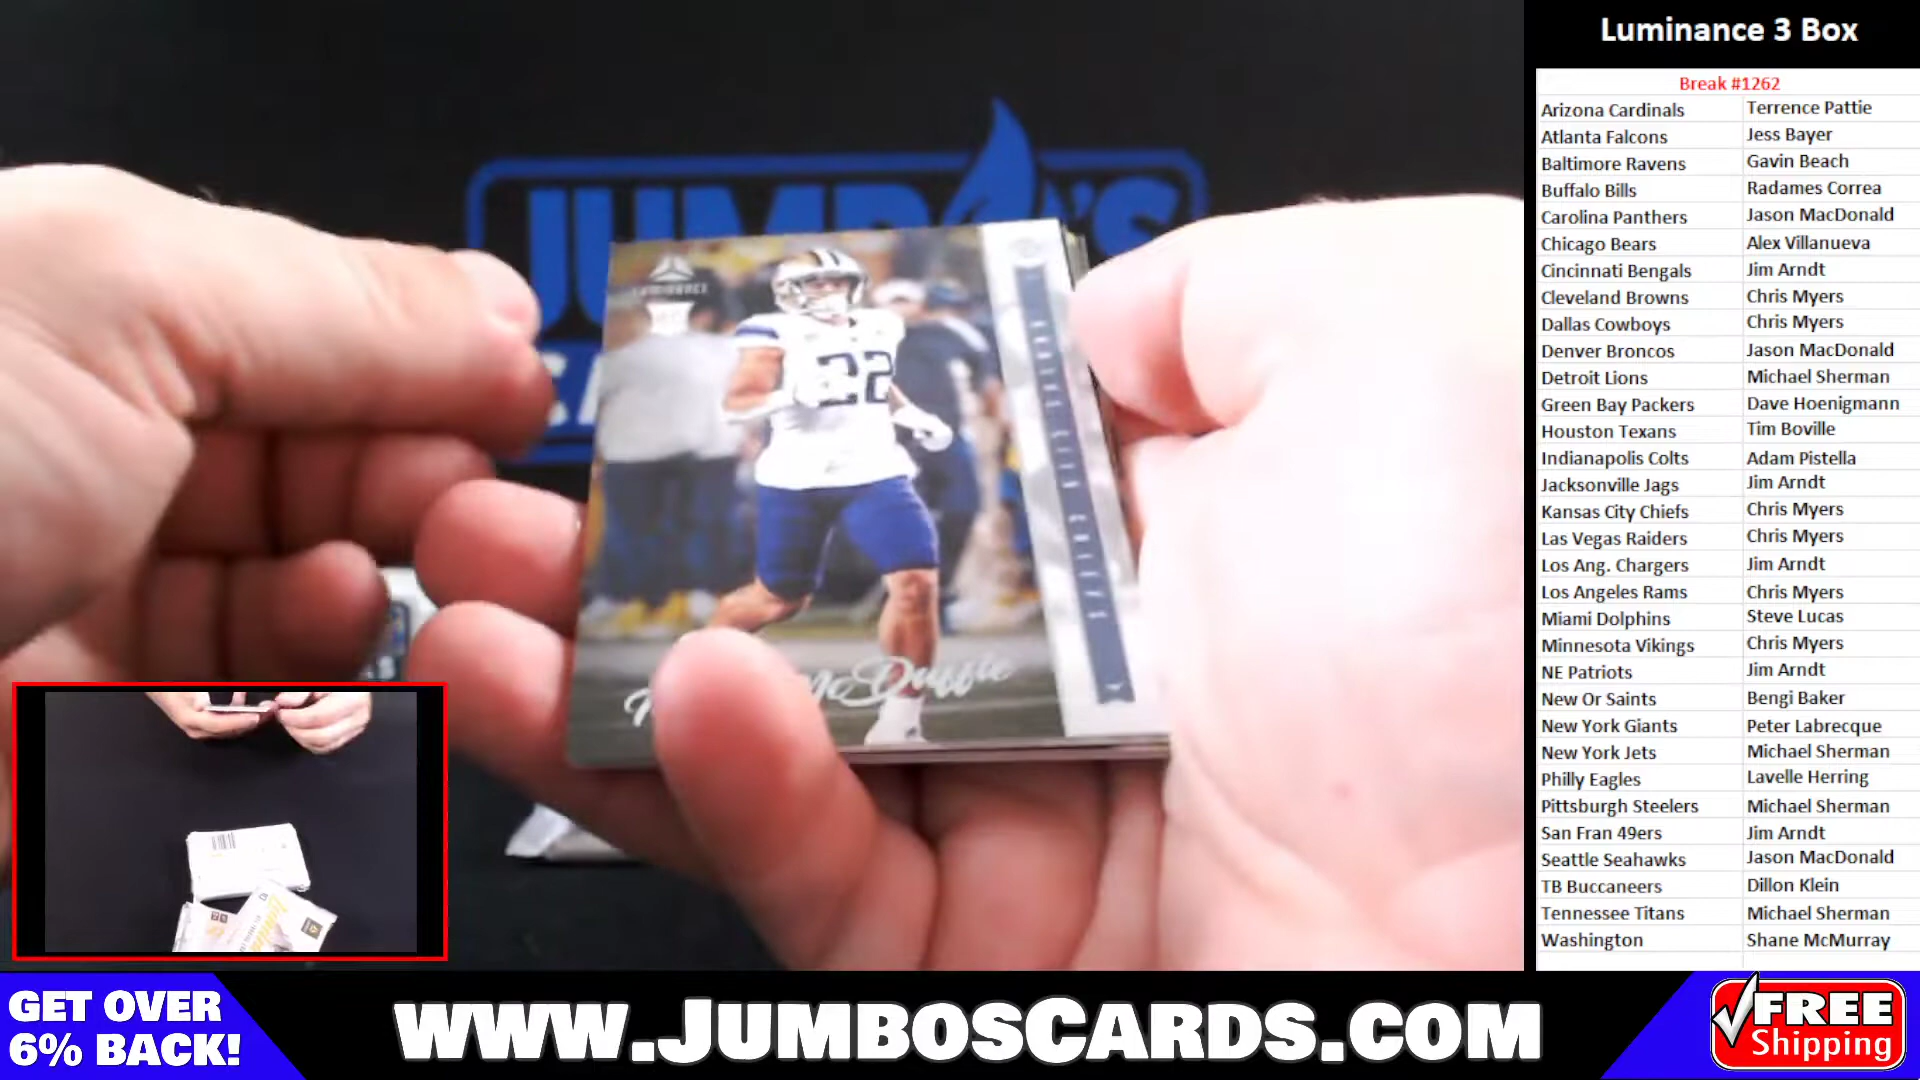 Luminance 3 Box
Break #1262
Arizona Cardinals Terrence Pattie
Atlanta Falcons Jess Bayer
Baltimore Ravens Gavin Beach
Buffalo Bills Radames Correa
Carolina Panthers Jason MacDonald
Chicago Bears Alex Villanueva
Cincinnati Bengals Jim Arndt
Cleveland Browns Chris Myers
Dallas Cowboys Chris Myers
Denver Broncos Jason MacDonald
Detroit Lions Michael Sherman
Green Bay Packers Dave Hoenigmann
Houston Texans Tim Boville
Indianapolis Colts Adam Pistella
Jacksonville Jags Jim Arndt
Kansas City Chiefs Chris Myers
Las Vegas Raiders Chris Myers
Los Ang. Chargers Jim Arndt
Los Angeles Rams Chris Myers
Miami Dolphins Steve Lucas
Minnesota Vikings Chris Myers
NE Patriots Jim Arndt
New Or Saints Bengi Baker
New York Giants Peter Labrecque
New York Jets Michael Sherman
Philly Eagles Lavelle Herring
Pittsburgh Steelers Michael Sherman
San Fran 49ers Jim Arndt
Seattle Seahawks Jason MacDonald
TB Buccaneers Dillon Klein
Tennessee Titans Michael Sherman
Washington Shane McMurray
JUMBO'S
LUMINANCE
22
McDuffie
KANSAS CITY CHIEFS
GET OVER
6% BACK!
WWW.JUMBOSCARDS.COM
FREE
Shipping